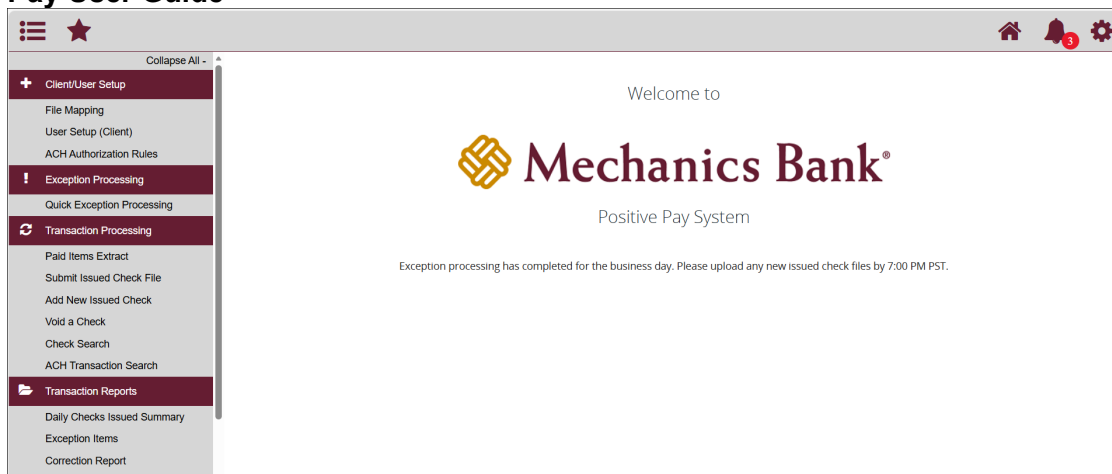 Pay User Guide
3
Collapse All -
Client/User Setup
File Mapping
User Setup (Client)
ACH Authorization Rules
Exception Processing
Quick Exception Processing
Transaction Processing
Paid Items Extract
Submit Issued Check File
Add New Issued Check
Void a Check
Check Search
ACH Transaction Search
Transaction Reports
Daily Checks Issued Summary
Exception Items
Correction Report
Welcome to
Mechanics Bank®
Positive Pay System
Exception processing has completed for the business day. Please upload any new issued check files by 7:00 PM PST.